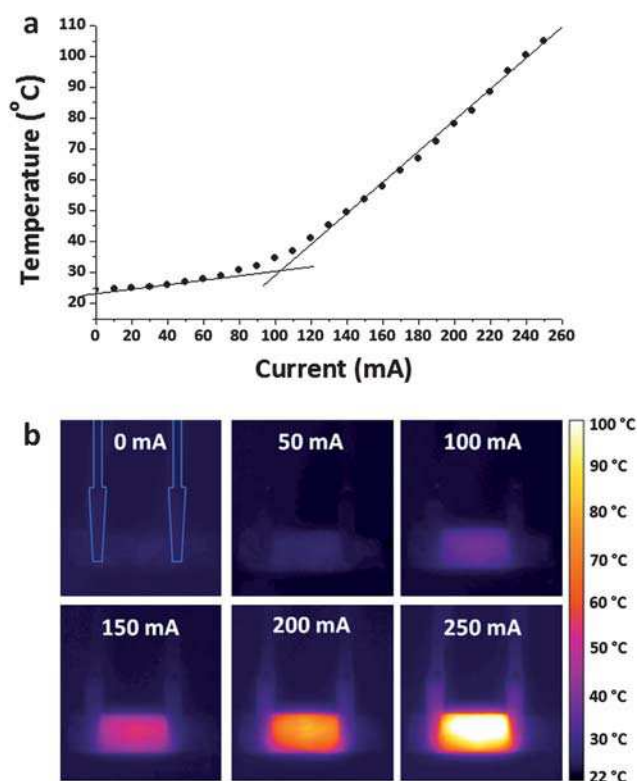 a
110
100
90
80
70
60
50
40
30
20
Temperature (°C)
0 20 40 60 80 100 120 140 160 180 200 220 240 260
Current (mA)
b
0 mA 50 mA 100 mA
150 mA 200 mA 250 mA
100 °C
90 °C
80 °C
70 °C
60 °C
50 °C
40 °C
30 °C
22 °C